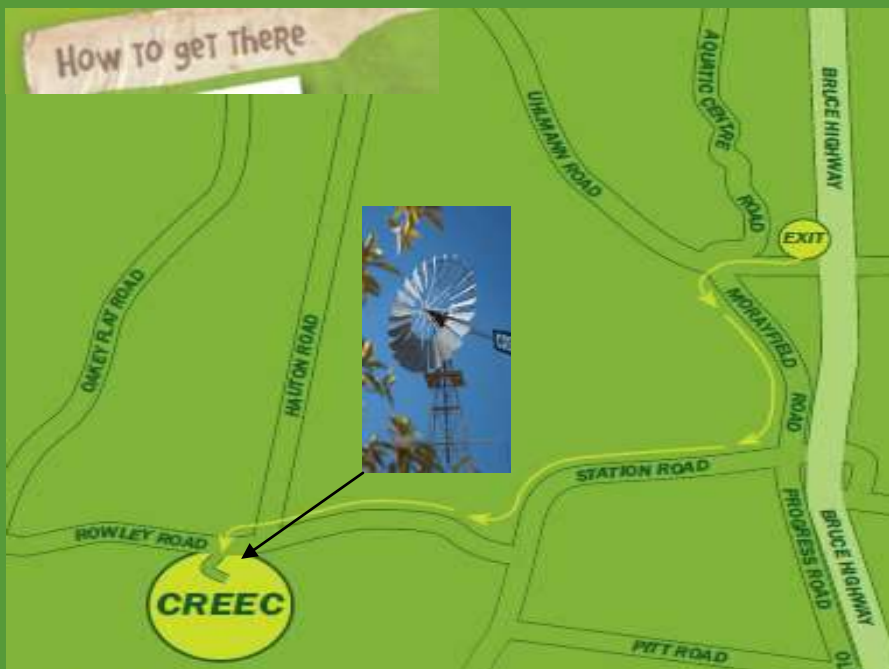 How to get there
AQUATIC CENTRE
ROAD
BRUCE HIGHWAY
UHLMANN ROAD
EXIT
OAKEY FLAT ROAD
HAUTON ROAD
MORAYFIELD
ROAD
STATION ROAD
ROWLEY ROAD
PROGRESS ROAD
BRUCE HIGHWAY
CREEC
PITT ROAD